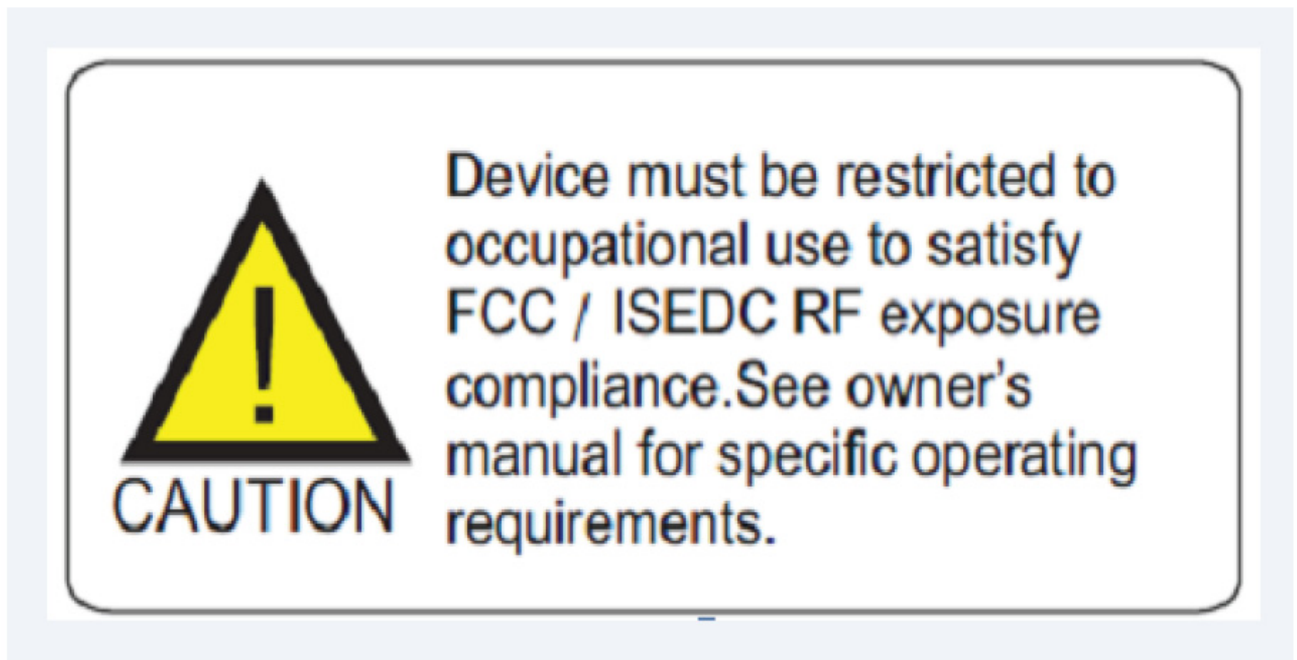 Device must be restricted to
occupational use to satisfy
FCC / ISEDC RF exposure
compliance.See owner’s
manual for specific operating
requirements.
!
CAUTION